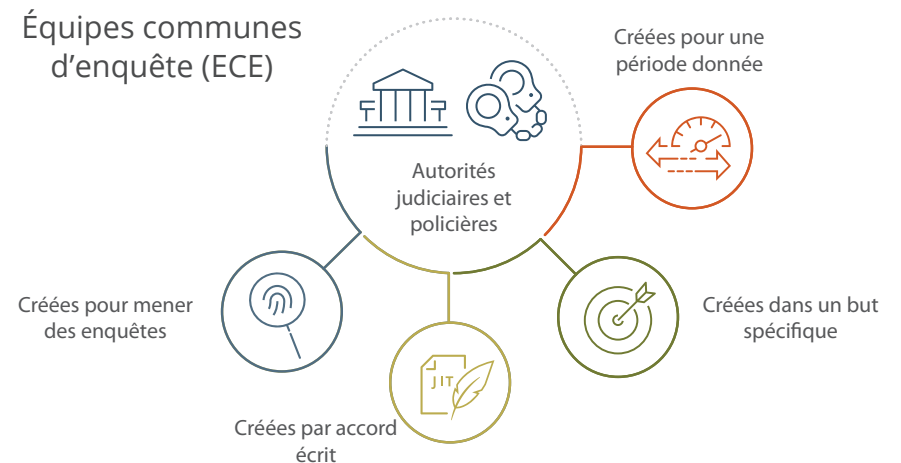 Équipes communes
d’enquête (ECE)
Créées pour une
période donnée
Autorités
judiciaires et
policières
Créées pour mener
des enquêtes
Créées dans un but
spécifique
JIT
Créées par accord
écrit